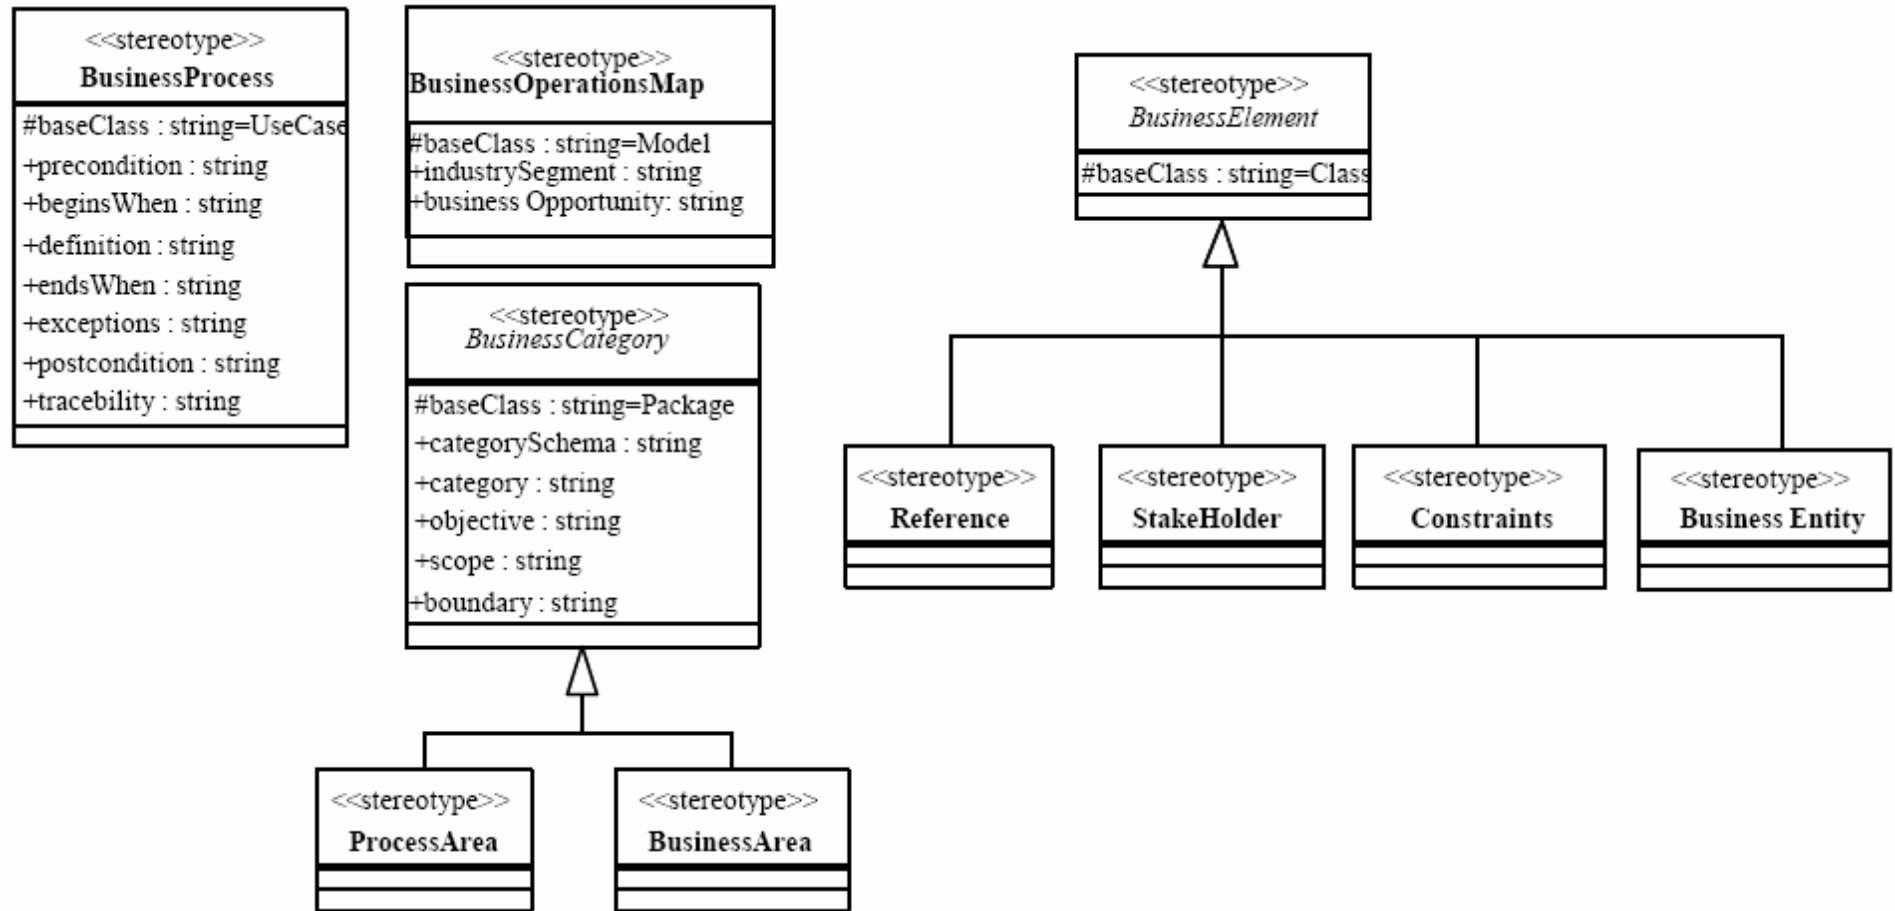 <<stereotype>>
BusinessProcess
#baseClass : string=UseCase
+precondition : string
+beginsWhen : string
+definition : string
+endsWhen : string
+exceptions : string
+postcondition : string
+tracebility : string
<<stereotype>>
BusinessOperationsMap
#baseClass : string=Model
+industrySegment : string
+business Opportunity: string
<<stereotype>>
BusinessCategory
#baseClass : string=Package
+categorySchema : string
+category : string
+objective : string
+scope : string
+boundary : string
<<stereotype>>
ProcessArea
<<stereotype>>
BusinessArea
<<stereotype>>
BusinessElement
#baseClass : string=Class
<<stereotype>>
Reference
<<stereotype>>
StakeHolder
<<stereotype>>
Constraints
<<stereotype>>
Business Entity